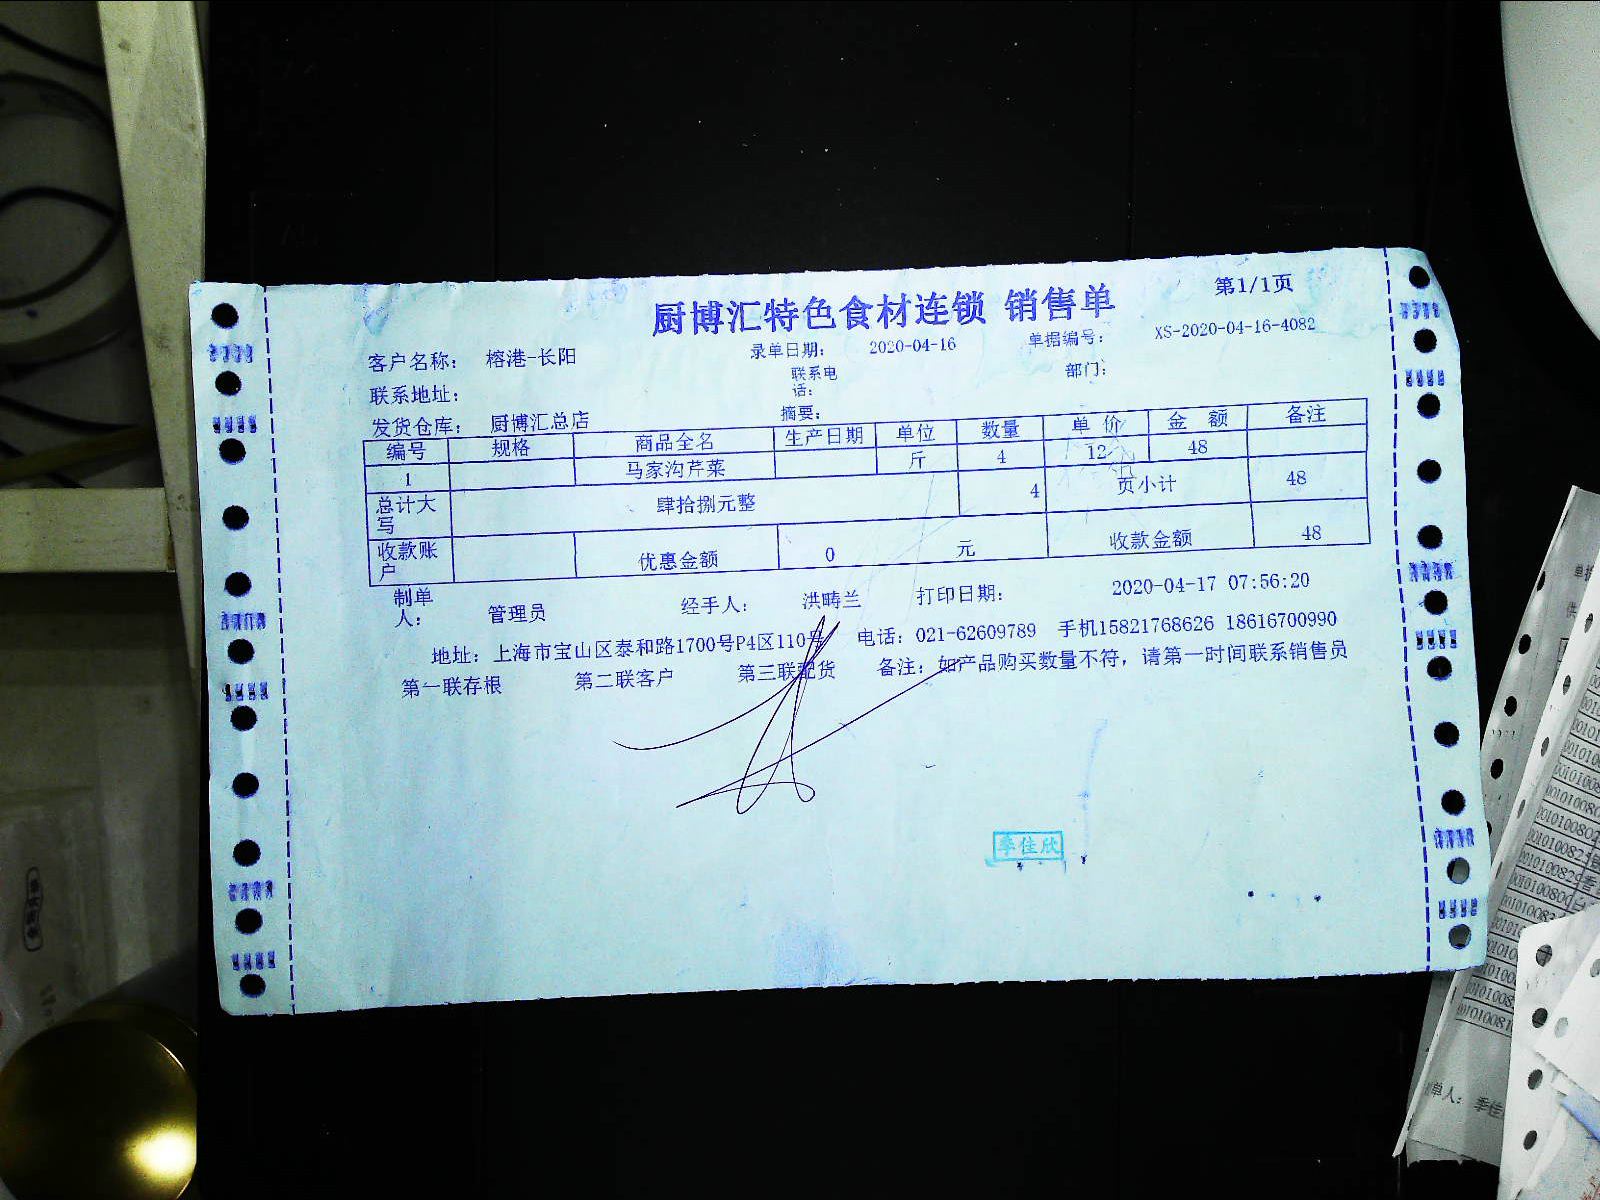 厨博汇特色食材连锁 销售单 第1/1页
客户名称: 榕港-长阳 录单日期: 2020-04-16 单据编号: XS-2020-04-16-4082
联系地址: 联系电话: 部门:
发货仓库: 厨博汇总店 摘要:
编号 规格 商品全名 生产日期 单位 数量 单 价 金 额 备注
1 马家沟芹菜 斤 4 12 48
总计大写 肆拾捌元整 4 页小计 48
收款账户 优惠金额 0 元 收款金额 48
制单人: 管理员 经手人: 洪畴兰 打印日期: 2020-04-17 07:56:20
地址: 上海市宝山区泰和路1700号P4区110号 电话: 021-62609789 手机15821768626 18616700990
第一联存根 第二联客户 第三联配货 备注: 如产品购买数量不符, 请第一时间联系销售员
季佳欣